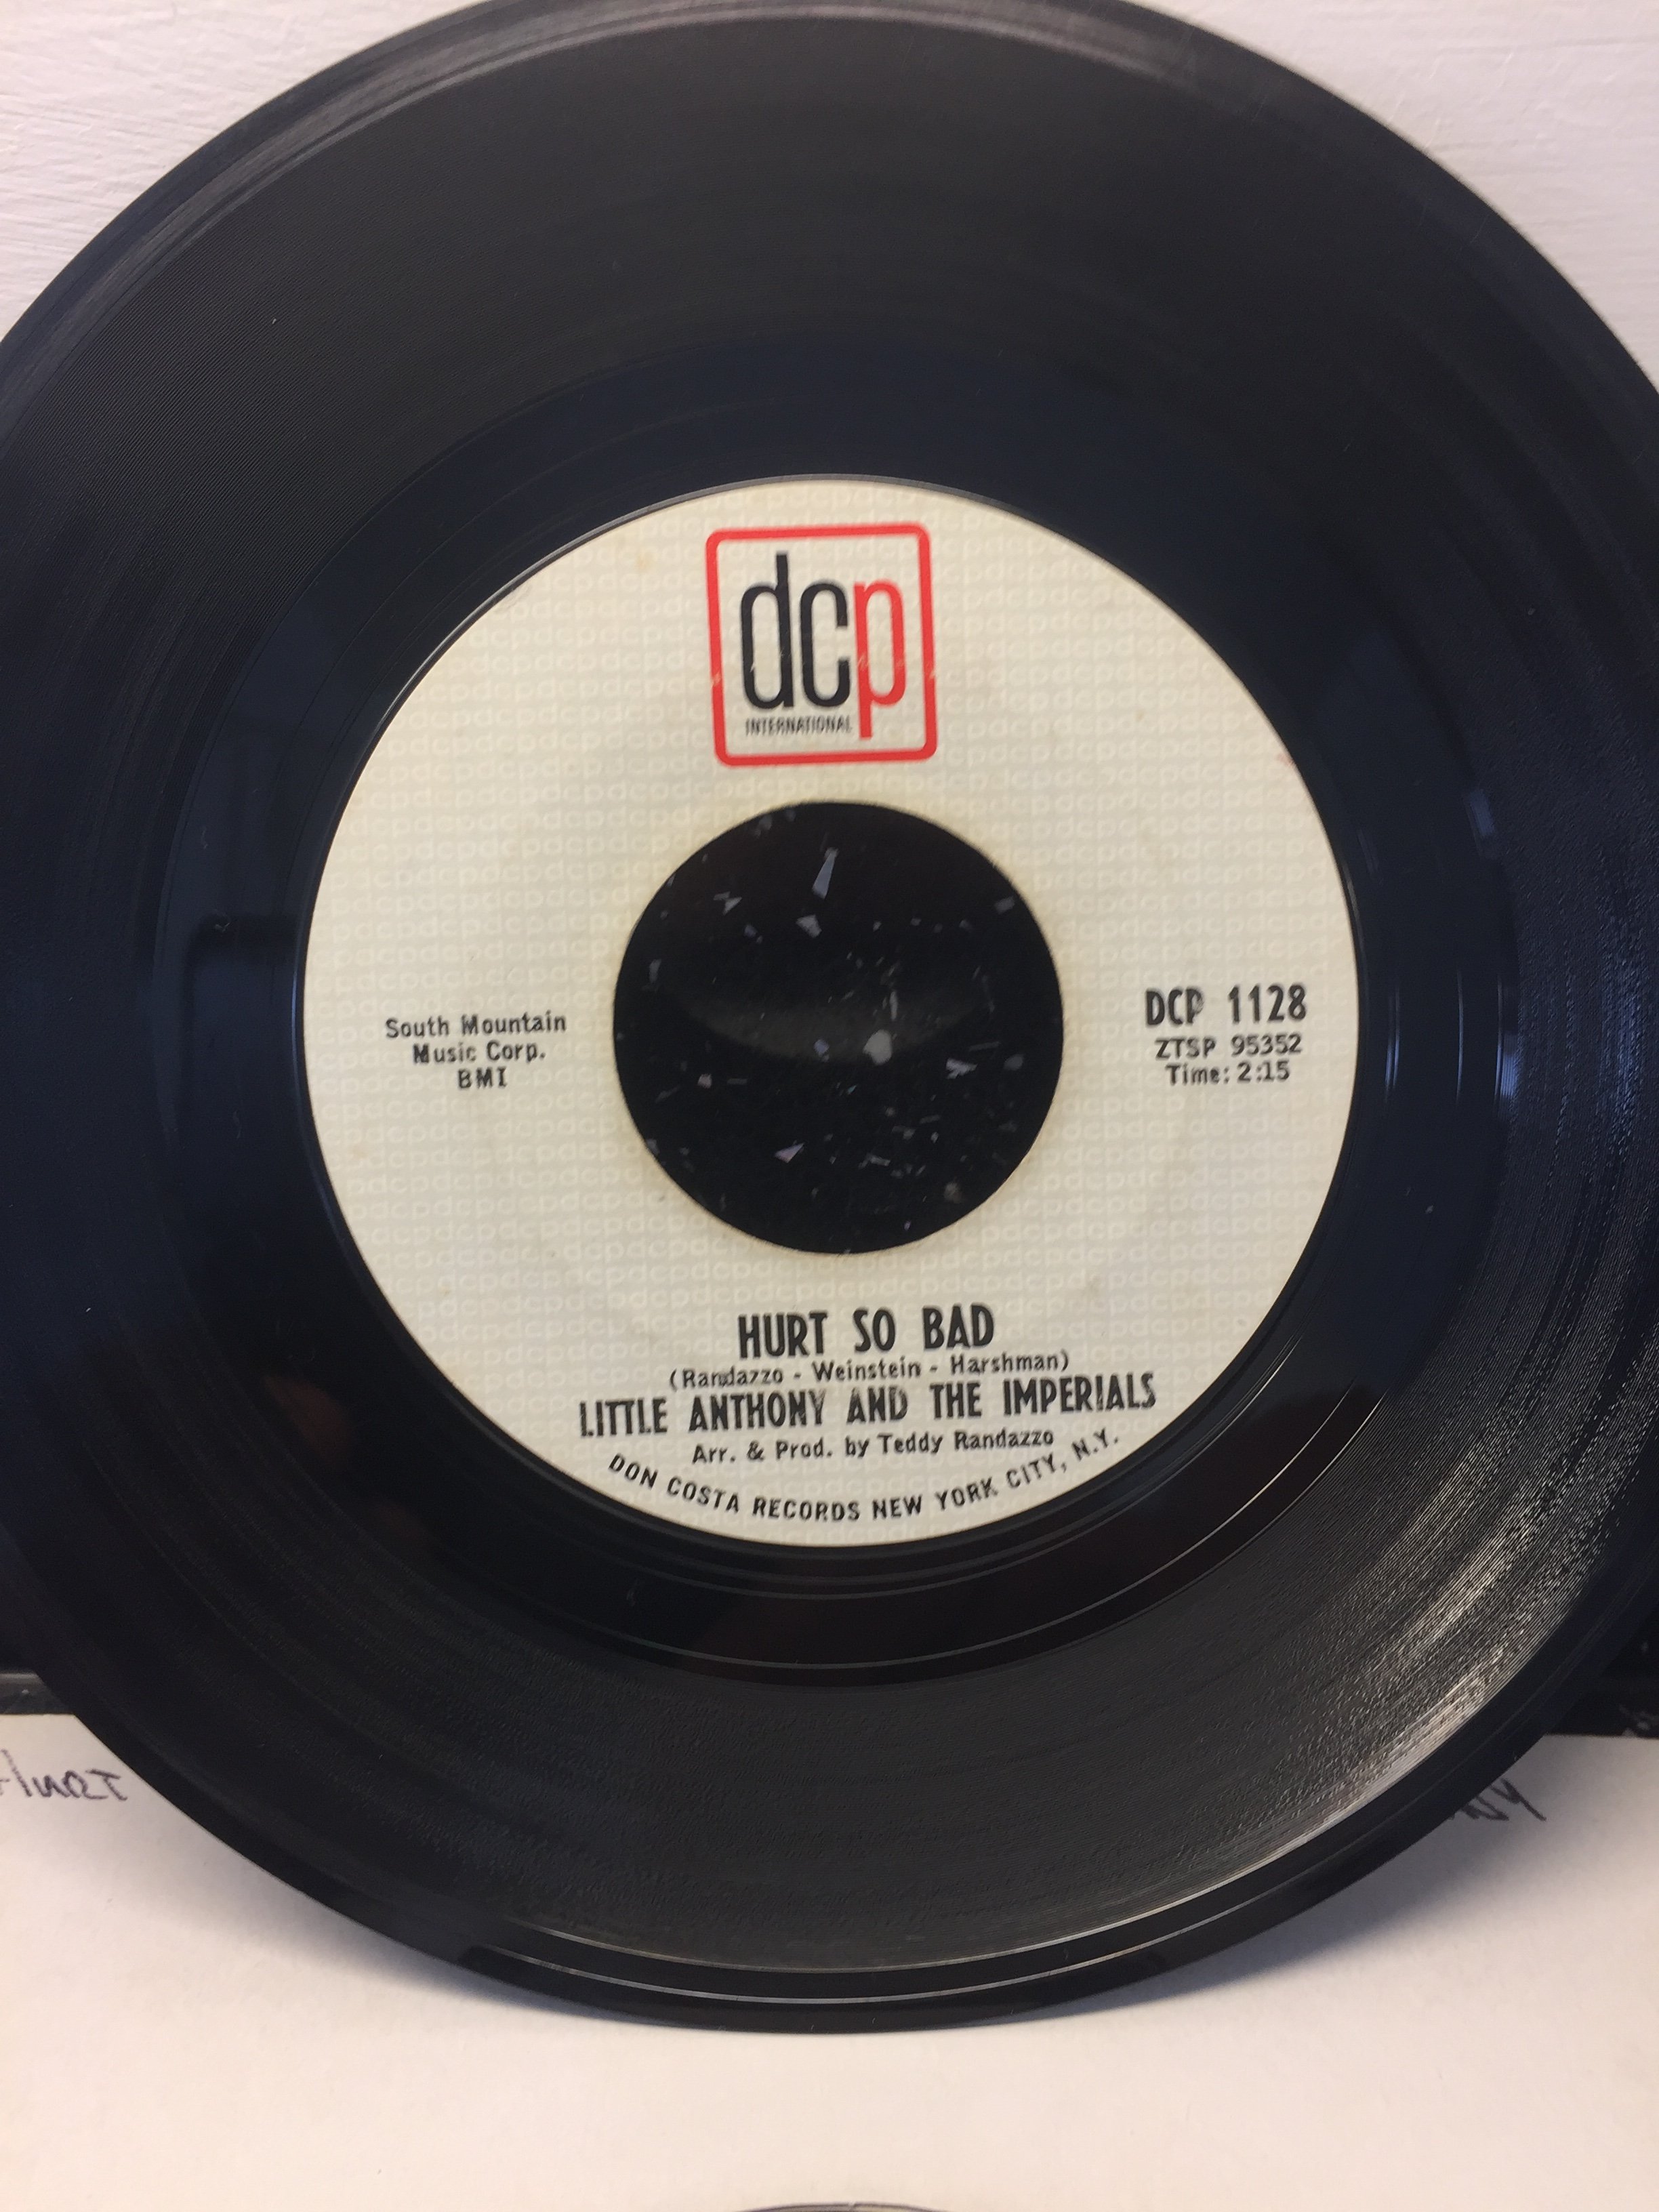 dcp
INTERNATIONAL
South Mountain
Music Corp.
BMI
DCP 1128
ZTSP 95352
Time: 2:15
HURT SO BAD
(Randazzo - Weinstein - Harshman)
LITTLE ANTHONY AND THE IMPERIALS
Arr. & Prod. by Teddy Randazzo
DON COSTA RECORDS NEW YORK CITY, N.Y.
Hurt